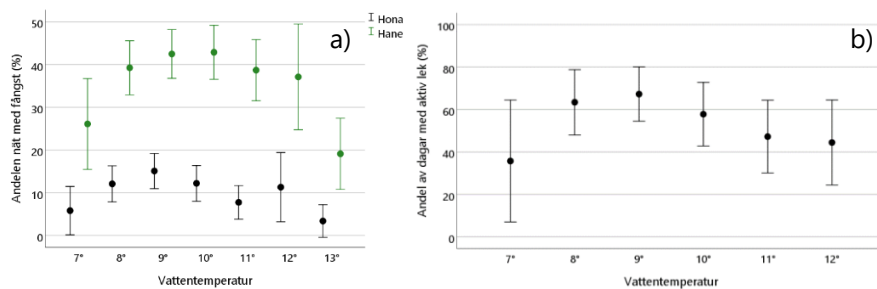 Hona
Hane
a)
Andelen nät med fångst (%)
50
40
30
20
10
0
7° 8° 9° 10° 11° 12° 13°
Vattentemperatur
b)
Andel av dagar med aktiv lek (%)
100
80
60
40
20
0
7° 8° 9° 10° 11° 12°
Vattentemperatur